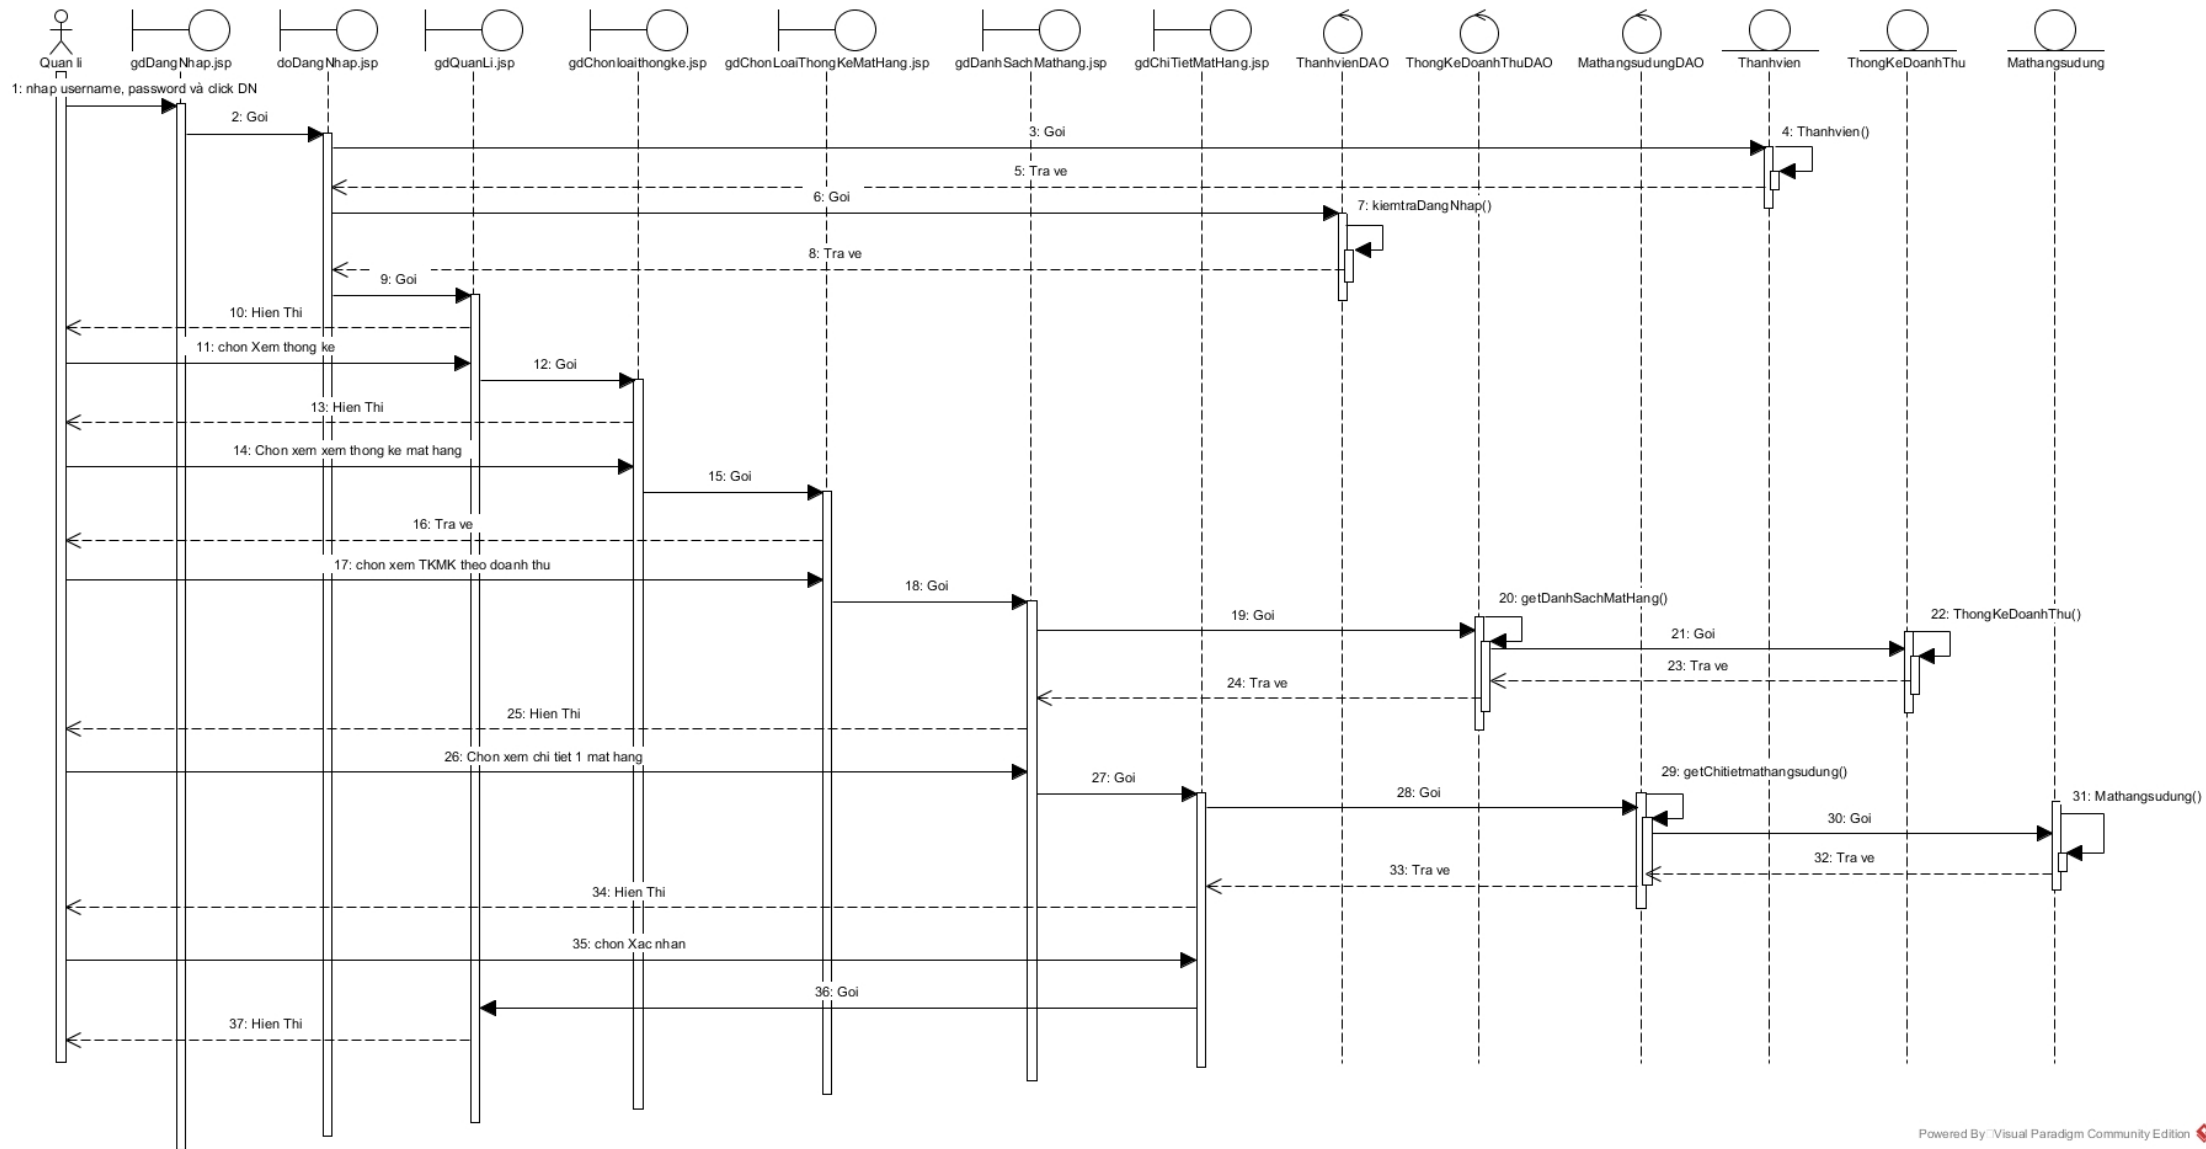 Quan li
gdDangNhap.jsp
doDangNhap.jsp
gdQuanLi.jsp
gdChonloaithongke.jsp
gdChonLoaiThongKeMatHang.jsp
gdDanhSachMathang.jsp
gdChiTietMatHang.jsp
ThanhvienDAO
ThongKeDoanhThuDAO
MathangsudungDAO
Thanhvien
ThongKeDoanhThu
Mathangsudung
1: nhap username, password và click DN
2: Goi
3: Goi
4: Thanhvien()
5: Tra ve
6: Goi
7: kiemtraDangNhap()
8: Tra ve
9: Goi
10: Hien Thi
11: chon Xem thong ke
12: Goi
13: Hien Thi
14: Chon xem xem thong ke mat hang
15: Goi
16: Tra ve
17: chon xem TKMK theo doanh thu
18: Goi
19: Goi
20: getDanhSachMatHang()
21: Goi
22: ThongKeDoanhThu()
23: Tra ve
24: Tra ve
25: Hien Thi
26: Chon xem chi tiet 1 mat hang
27: Goi
28: Goi
29: getChitietmathangsudung()
30: Goi
31: Mathangsudung()
32: Tra ve
33: Tra ve
34: Hien Thi
35: chon Xac nhan
36: Goi
37: Hien Thi
Powered By Visual Paradigm Community Edition